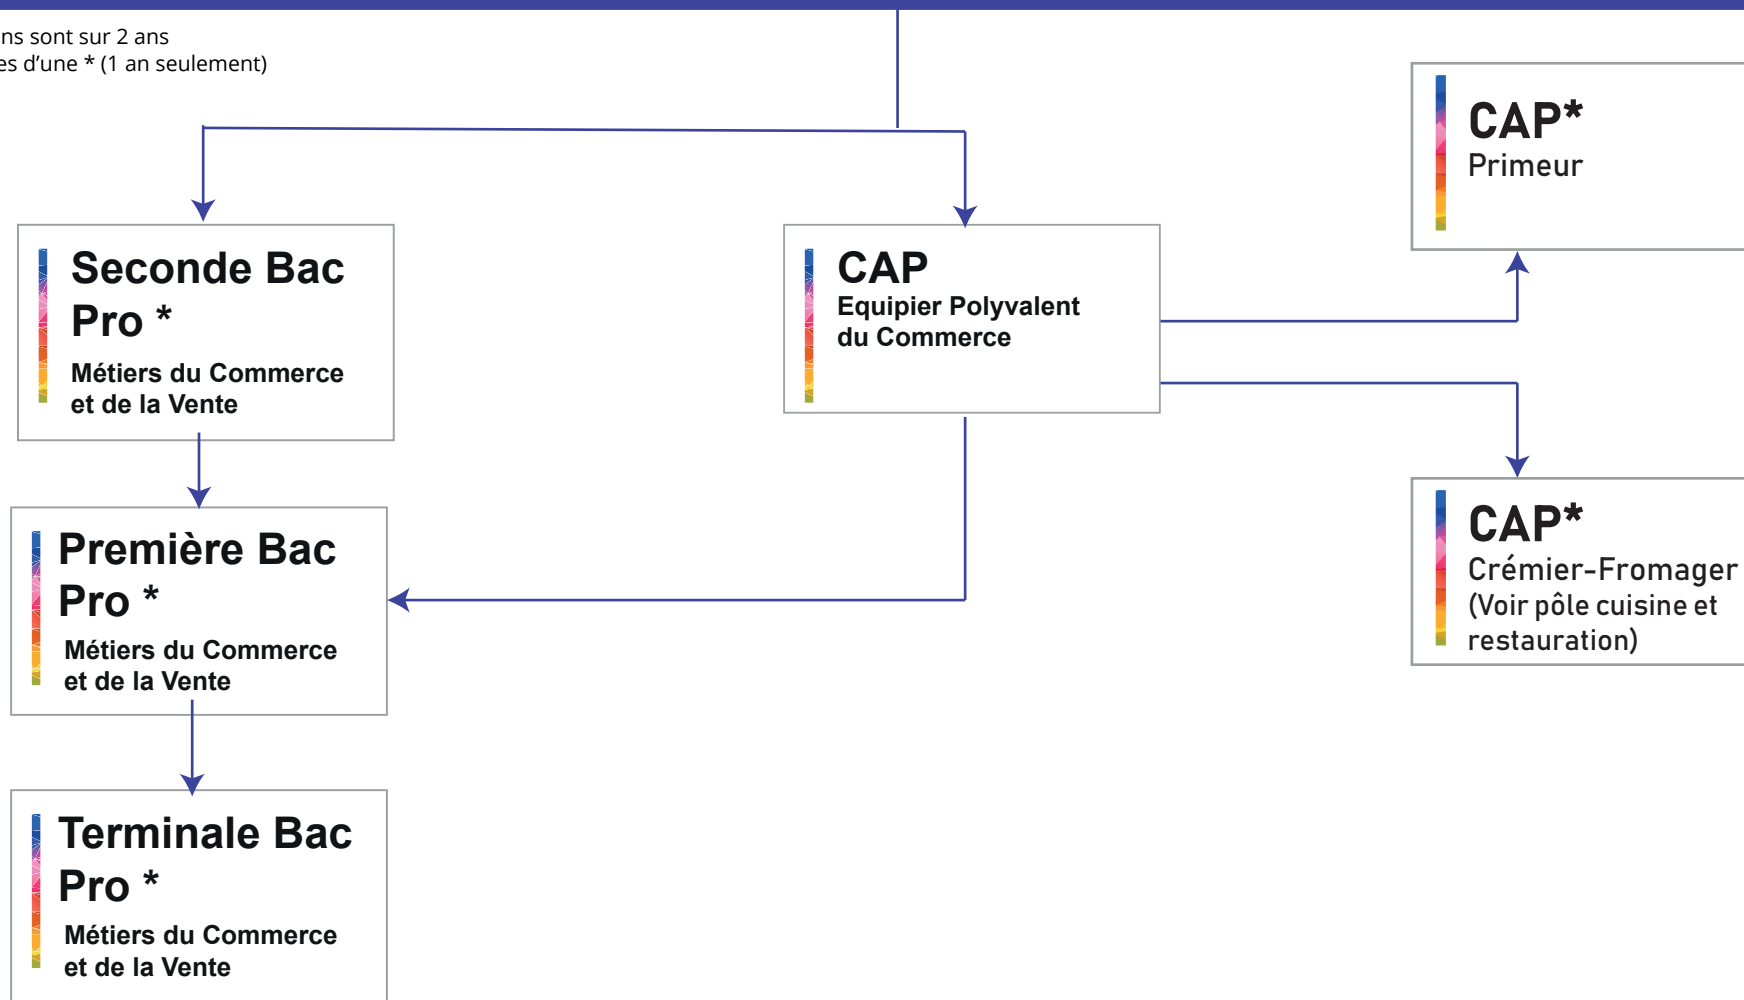 ns sont sur 2 ans
es d'une * (1 an seulement)
CAP*
Primeur
Seconde Bac
Pro *
Métiers du Commerce
et de la Vente
CAP
Equipier Polyvalent
du Commerce
CAP*
Crémier-Fromager
(Voir pôle cuisine et
restauration)
Première Bac
Pro *
Métiers du Commerce
et de la Vente
Terminale Bac
Pro *
Métiers du Commerce
et de la Vente